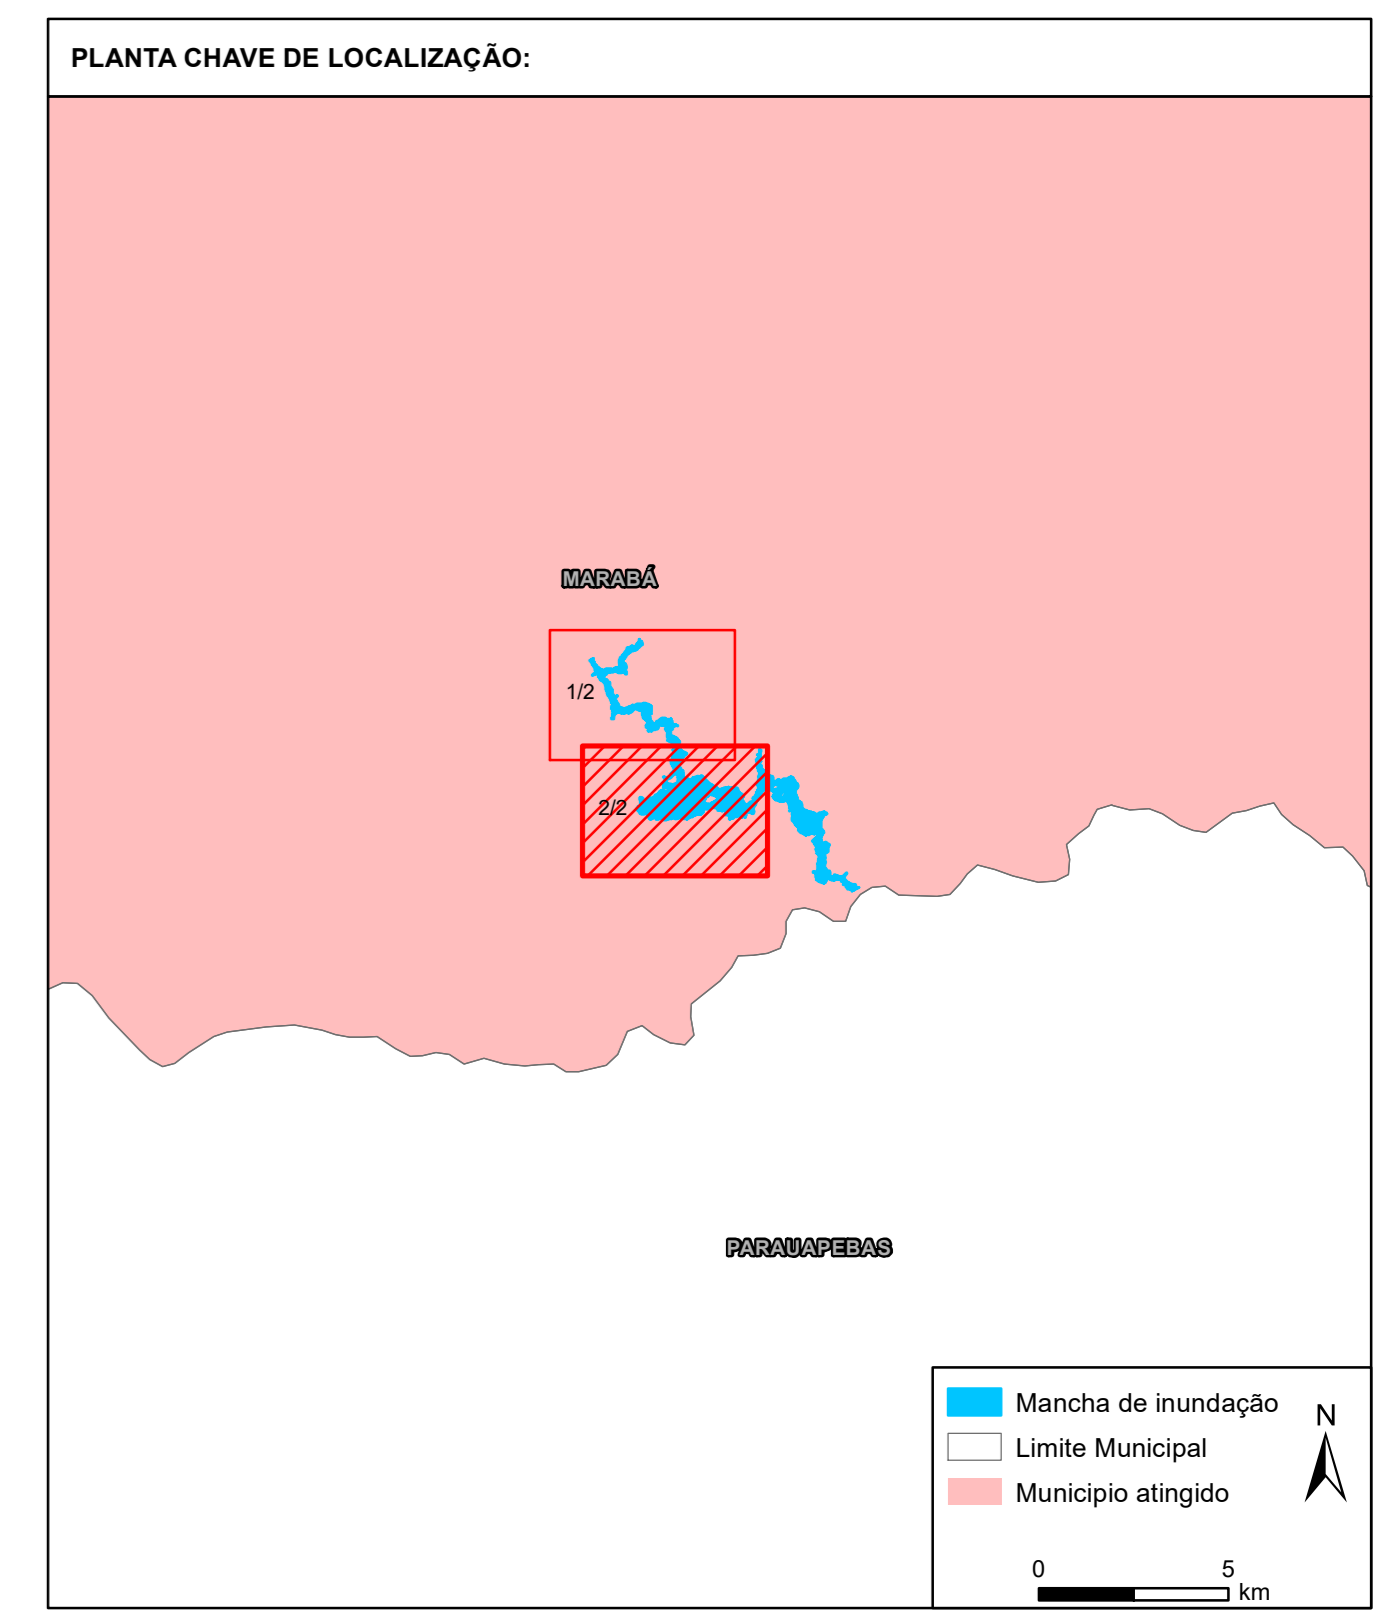 PLANTA CHAVE DE LOCALIZAÇÃO:
MARABÁ
1/2
2/2
PARAUAPEBAS
Mancha de inundação
Limite Municipal
Municipio atingido
N
0 5
km